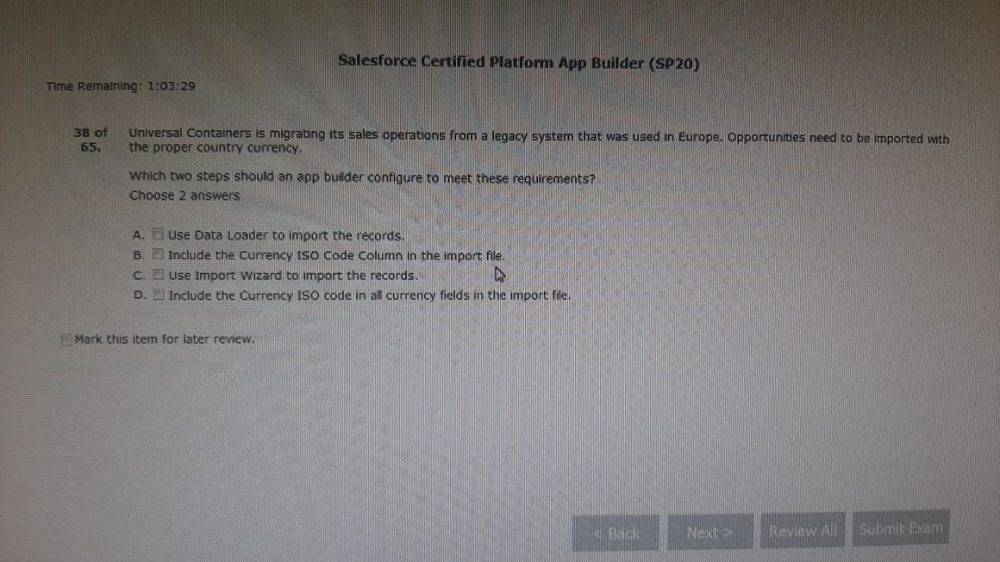 Salesforce Certified Platform App Builder (SP20)
Time Remaining: 1:03:29
38 of 65.
Universal Containers is migrating its sales operations from a legacy system that was used in Europe. Opportunities need to be imported with
the proper country currency.
Which two steps should an app builder configure to meet these requirements?
Choose 2 answers
A. Use Data Loader to import the records.
B. Include the Currency ISO Code Column in the import file.
C. Use Import Wizard to import the records.
D. Include the Currency ISO code in all currency fields in the import file.
Mark this item for later review.
< Back Next > Review All Submit Exam